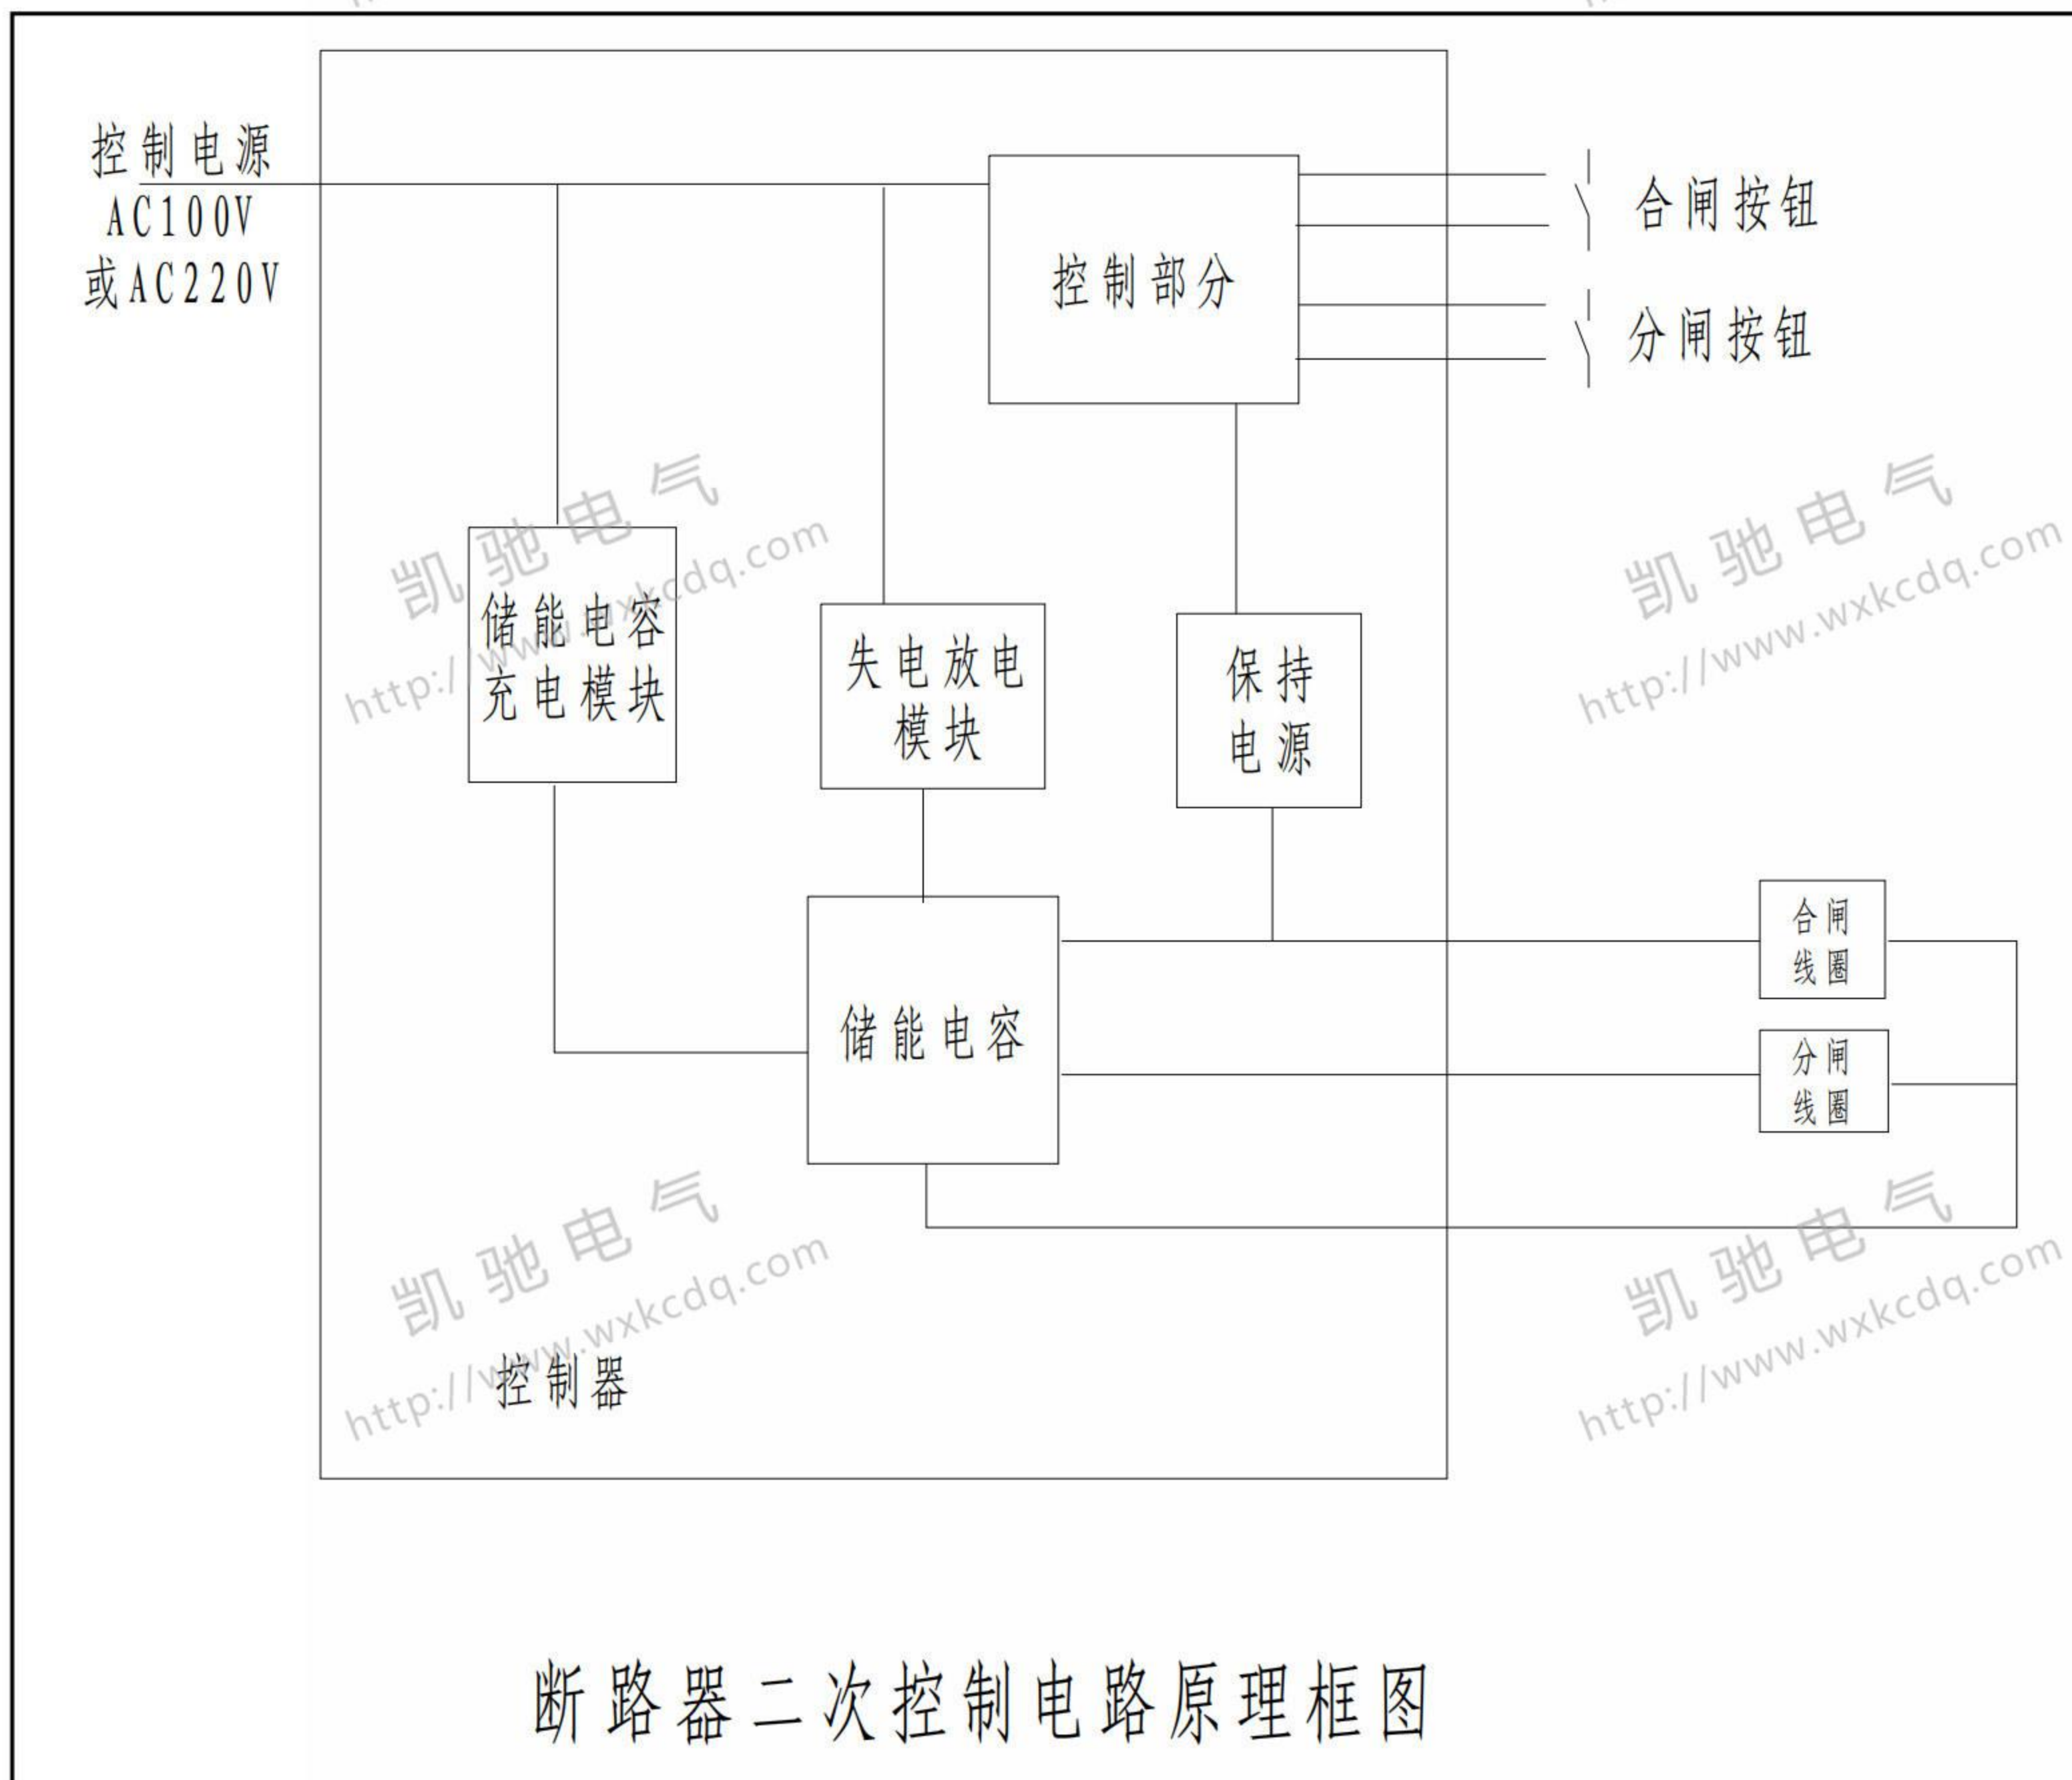 控制电源
AC100V
或AC220V
控制部分
合闸按钮
分闸按钮
凯驰电气
http://www.wxkcdq.com
凯驰电气
http://www.wxkcdq.com
储能电容
充电模块
失电放电
模块
保持
电源
合闸
线圈
储能电容
分闸
线圈
凯驰电气
http://www.wxkcdq.com
凯驰电气
http://www.wxkcdq.com
控制器
断路器二次控制电路原理框图